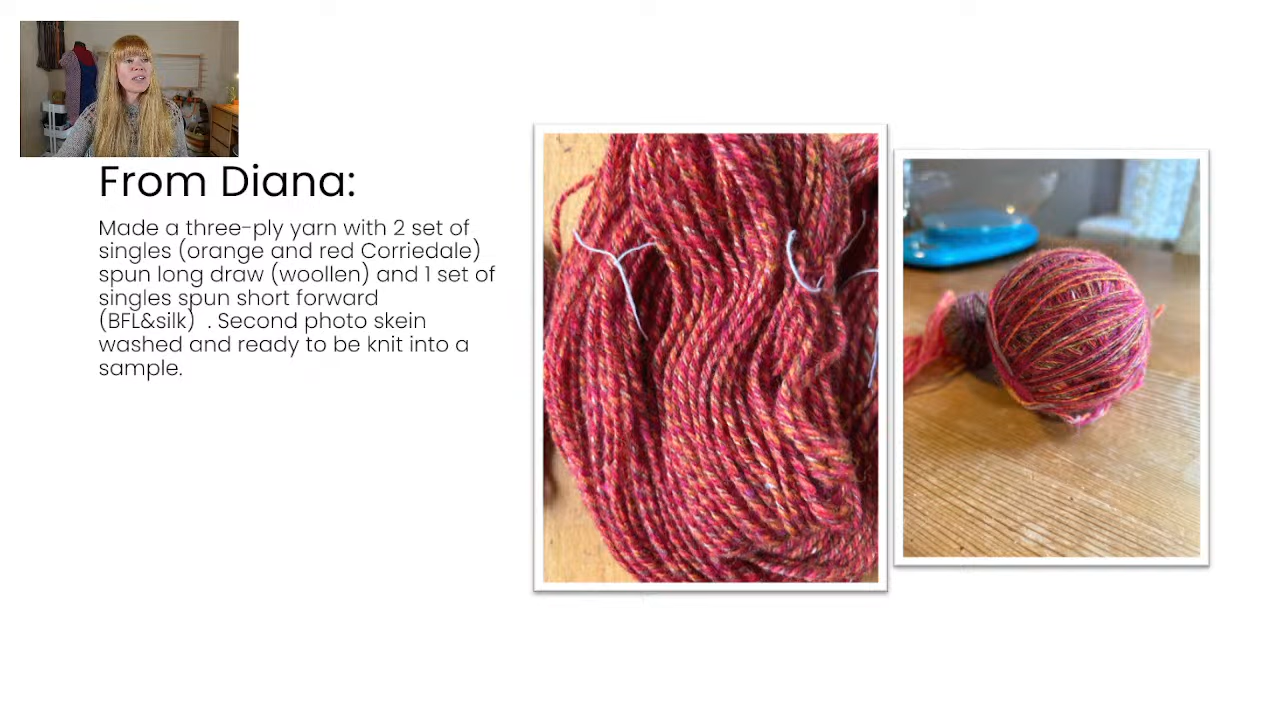 From Diana:
Made a three-ply yarn with 2 set of
singles (orange and red Corriedale)
spun long draw (woollen) and 1 set of
singles spun short forward
(BFL&silk)  . Second photo skein
washed and ready to be knit into a
sample.